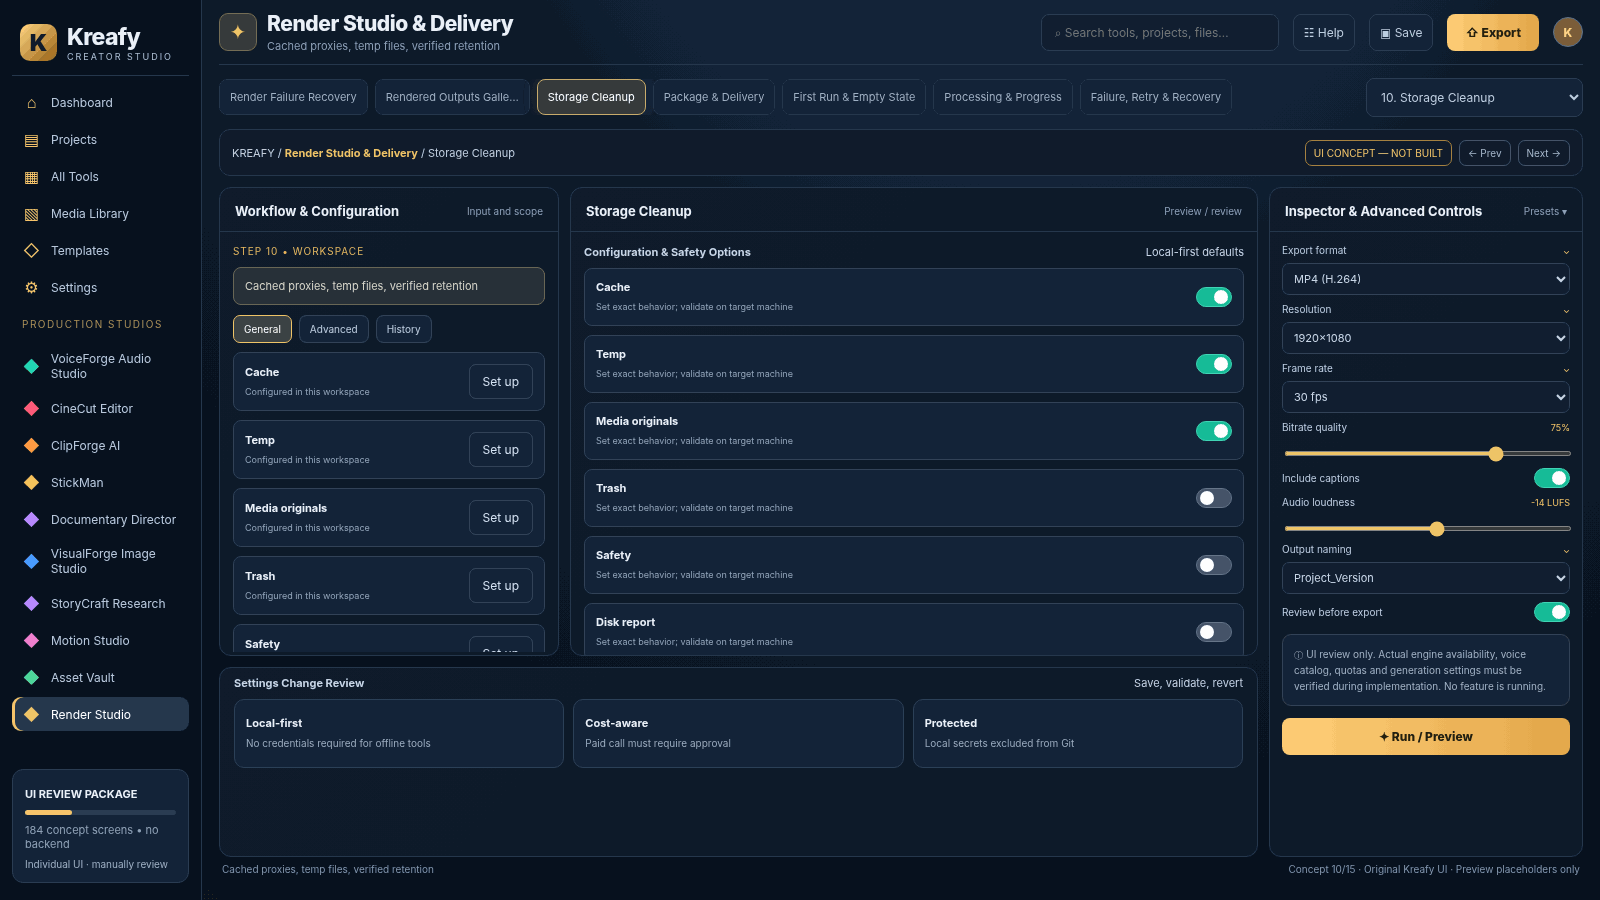 K
Kreafy
CREATOR STUDIO
Dashboard
Projects
All Tools
Media Library
Templates
Settings
PRODUCTION STUDIOS
VoiceForge Audio
Studio
CineCut Editor
ClipForge AI
StickMan
Documentary Director
VisualForge Image
Studio
StoryCraft Research
Motion Studio
Asset Vault
Render Studio
UI REVIEW PACKAGE
184 concept screens • no
backend
Individual UI · manually review
Render Studio & Delivery
Cached proxies, temp files, verified retention
Search tools, projects, files...
Help
Save
Export
K
Render Failure Recovery
Rendered Outputs Galle...
Storage Cleanup
Package & Delivery
First Run & Empty State
Processing & Progress
Failure, Retry & Recovery
10. Storage Cleanup
KREAFY / Render Studio & Delivery / Storage Cleanup
UI CONCEPT — NOT BUILT
← Prev
Next →
Workflow & Configuration
Input and scope
STEP 10 • WORKSPACE
Cached proxies, temp files, verified retention
General
Advanced
History
Cache
Configured in this workspace
Set up
Temp
Configured in this workspace
Set up
Media originals
Configured in this workspace
Set up
Trash
Configured in this workspace
Set up
Safety
Set up
Storage Cleanup
Preview / review
Configuration & Safety Options
Local-first defaults
Cache
Set exact behavior; validate on target machine
Temp
Set exact behavior; validate on target machine
Media originals
Set exact behavior; validate on target machine
Trash
Set exact behavior; validate on target machine
Safety
Set exact behavior; validate on target machine
Disk report
Set exact behavior; validate on target machine
Settings Change Review
Save, validate, revert
Local-first
No credentials required for offline tools
Cost-aware
Paid call must require approval
Protected
Local secrets excluded from Git
Inspector & Advanced Controls
Presets ▾
Export format
MP4 (H.264)
Resolution
1920×1080
Frame rate
30 fps
Bitrate quality
75%
Include captions
Audio loudness
-14 LUFS
Output naming
Project_Version
Review before export
ⓘ UI review only. Actual engine availability, voice
catalog, quotas and generation settings must be
verified during implementation. No feature is running.
✦ Run / Preview
Cached proxies, temp files, verified retention
Concept 10/15 · Original Kreafy UI · Preview placeholders only